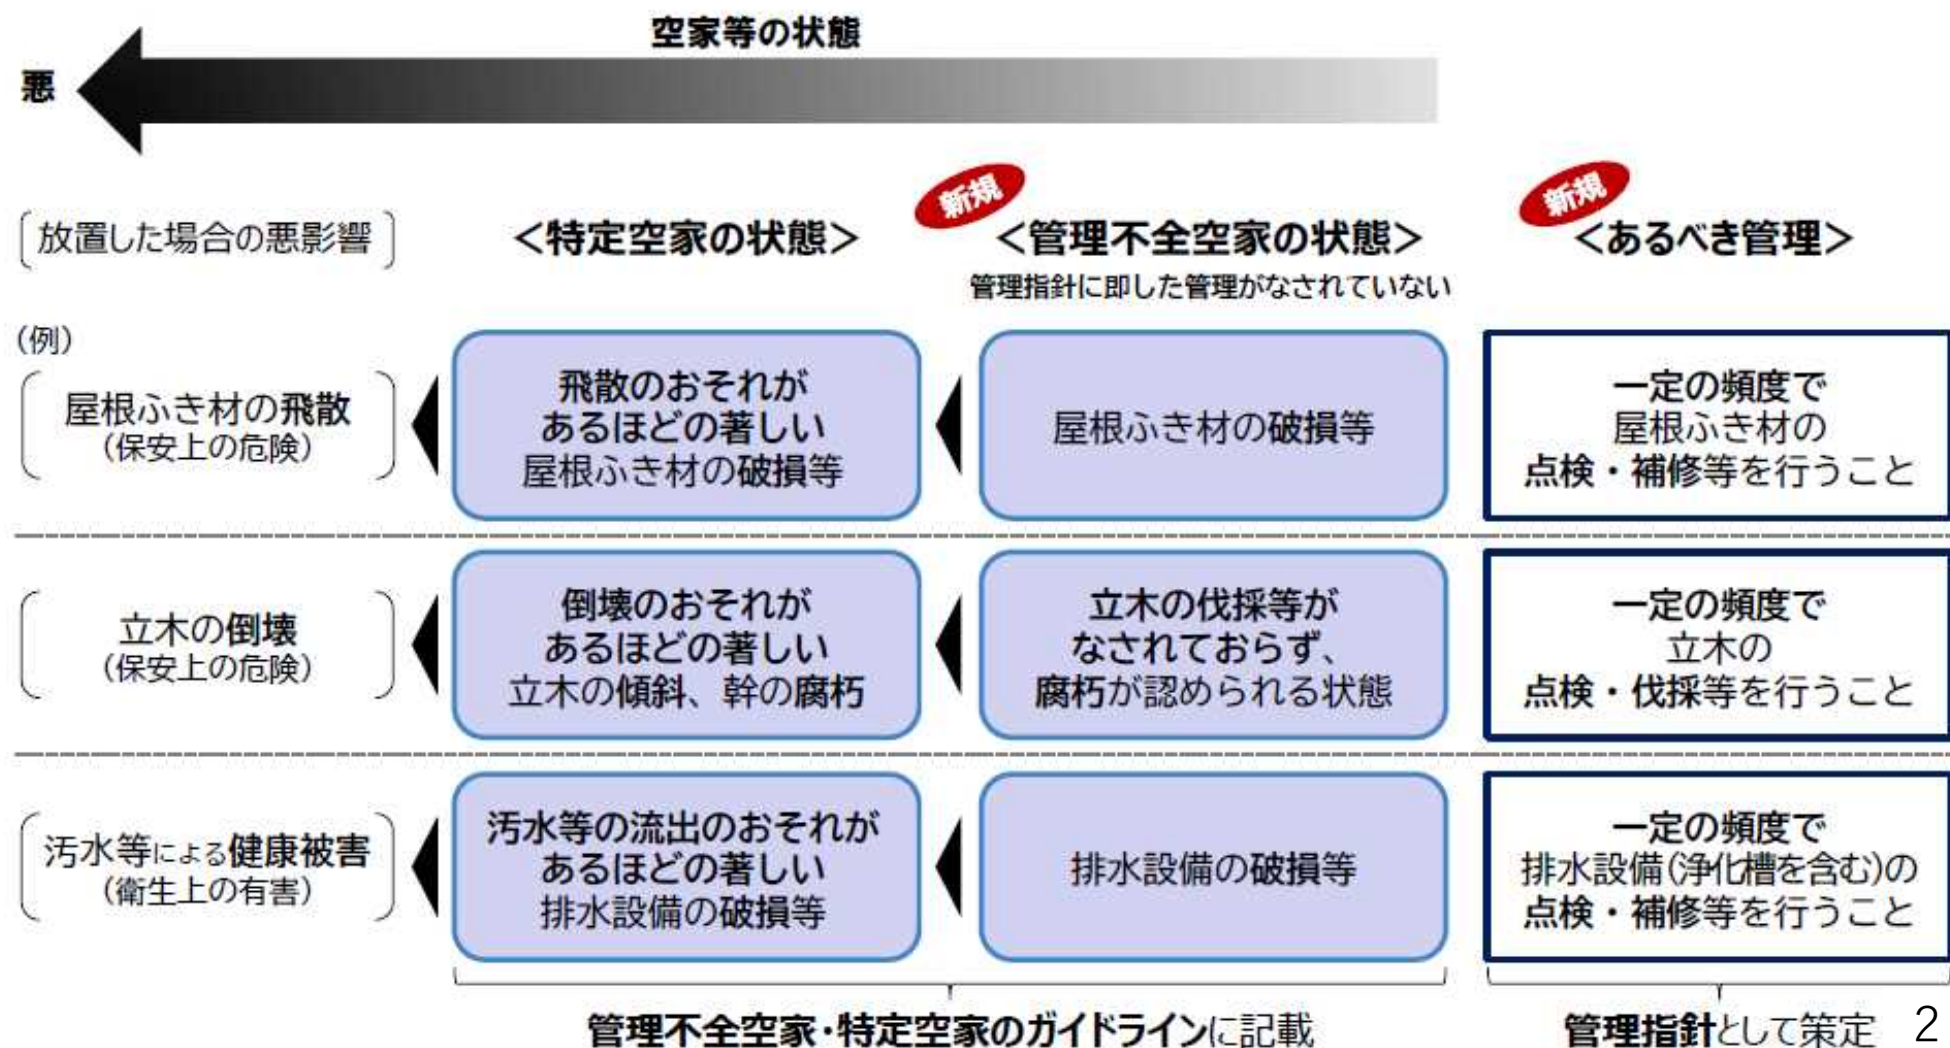 空家等の状態
悪
新規
新規
放置した場合の悪影響
<特定空家の状態>
<管理不全空家の状態>
管理指針に即した管理がなされていない
<あるべき管理>
(例)
屋根ふき材の飛散
(保安上の危険)
飛散のおそれが
あるほどの著しい
屋根ふき材の破損等
屋根ふき材の破損等
一定の頻度で
屋根ふき材の
点検・補修等を行うこと
立木の倒壊
(保安上の危険)
倒壊のおそれが
あるほどの著しい
立木の傾斜、幹の腐朽
立木の伐採等が
なされておらず、
腐朽が認められる状態
一定の頻度で
立木の
点検・伐採等を行うこと
汚水等による健康被害
(衛生上の有害)
汚水等の流出のおそれが
あるほどの著しい
排水設備の破損等
排水設備の破損等
一定の頻度で
排水設備(浄化槽を含む)の
点検・補修等を行うこと
管理不全空家・特定空家のガイドラインに記載
管理指針として策定
2